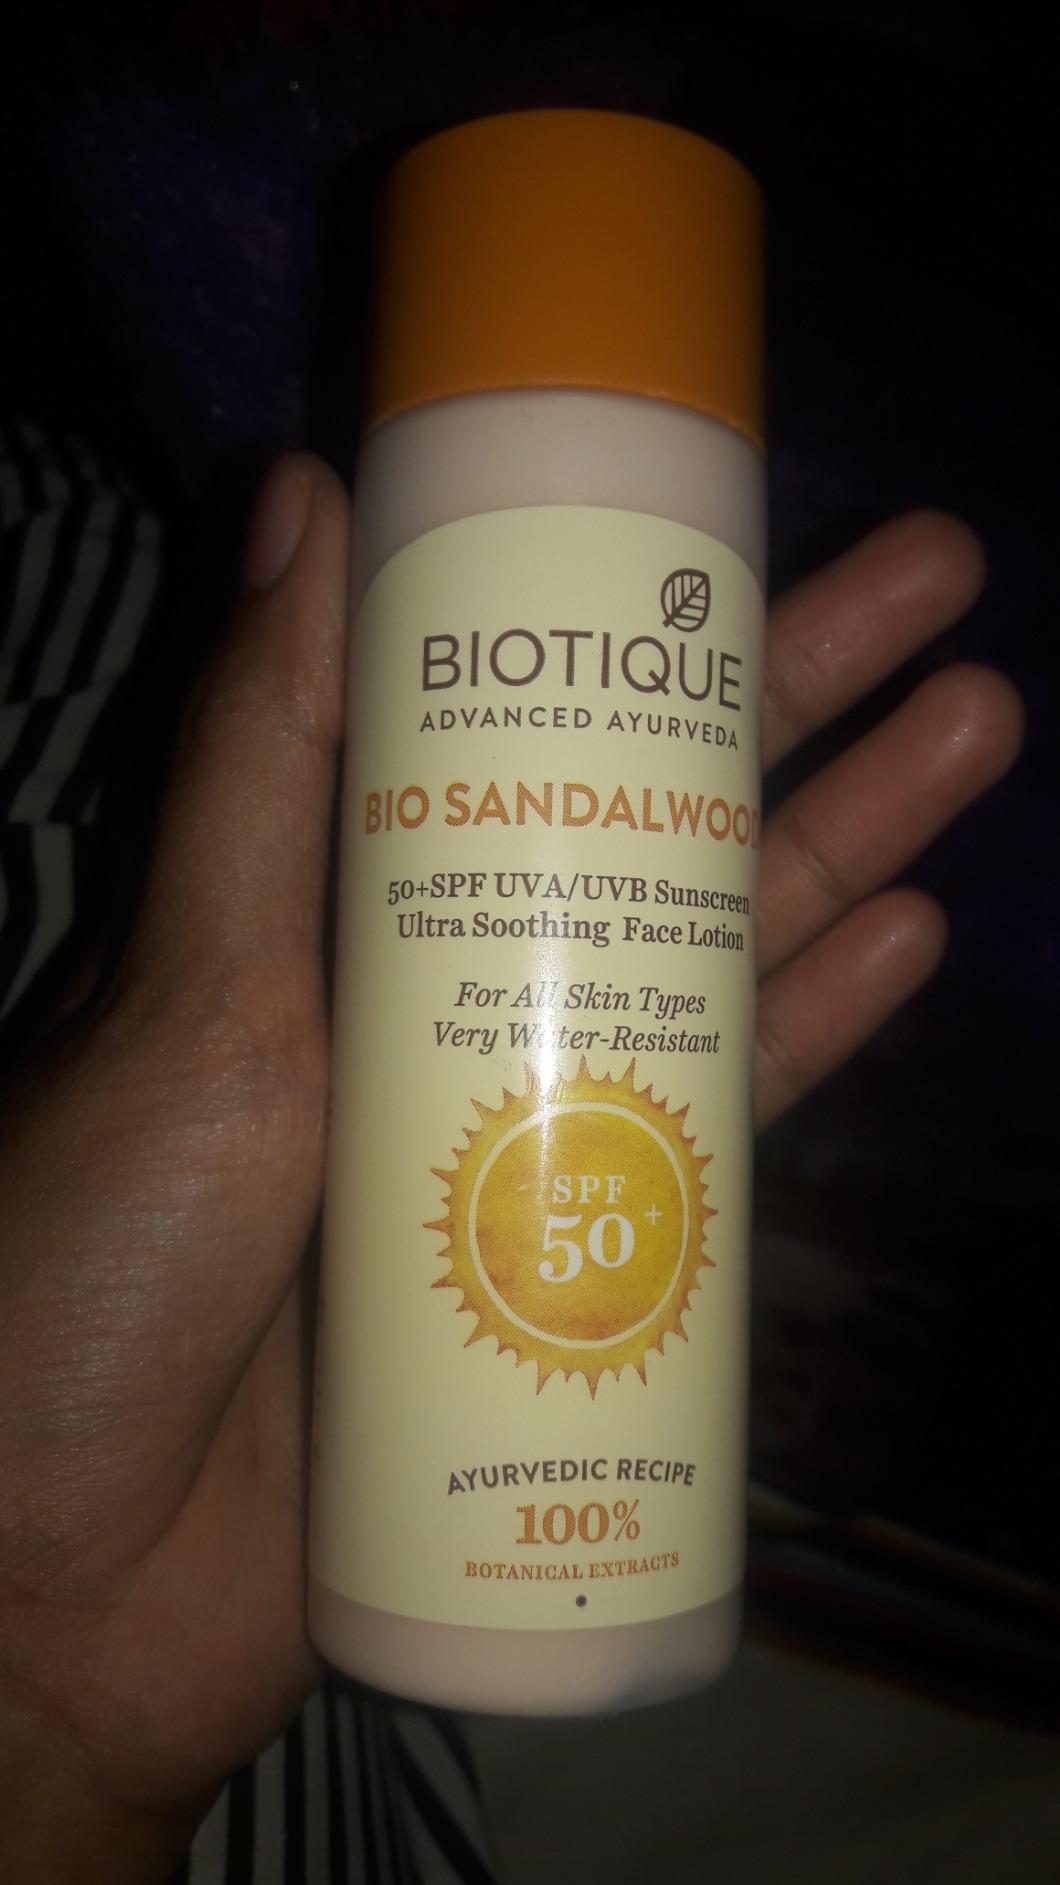 BIOTIQUE
ADVANCED AYURVEDA
BIO SANDALWOOD
50+SPF UVA/UVB Sunscreen
Ultra Soothing Face Lotion
For All Skin Types
Very Water-Resistant
SPF
50+
AYURVEDIC RECIPE
100%
BOTANICAL EXTRACTS